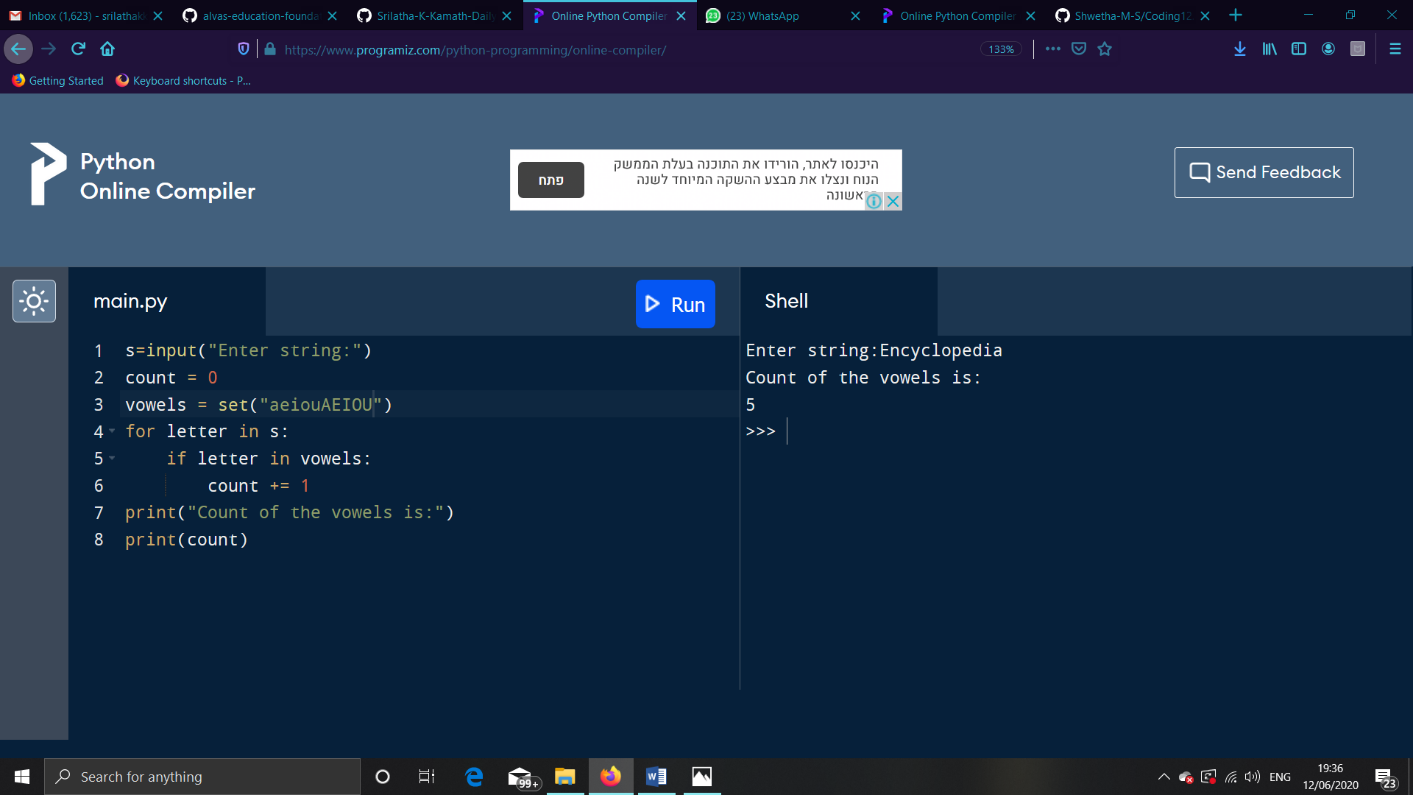 Inbox (1,623) - srilathakk
alvas-education-founda
Srilatha-K-Kamath-Daily
Online Python Compiler
(23) WhatsApp
Online Python Compiler
Shwetha-M-S/Coding12
https://www.programiz.com/python-programming/online-compiler/
133%
Getting Started
Keyboard shortcuts - P...
Python
Online Compiler
היכנסו לאתר, הורידו את התוכנה בעלת הממשק
הנוח ונצלו את מבצע ההשקה המיוחד לשנה
פתח
Send Feedback
main.py
Run
Shell
1 s=input("Enter string:")
2 count = 0
3 vowels = set("aeiouAEIOU")
4 for letter in s:
5 if letter in vowels:
6 count += 1
7 print("Count of the vowels is:")
8 print(count)
Enter string:Encyclopedia
Count of the vowels is:
5
>>>
Search for anything
99+
ENG
19:36
12/06/2020
23